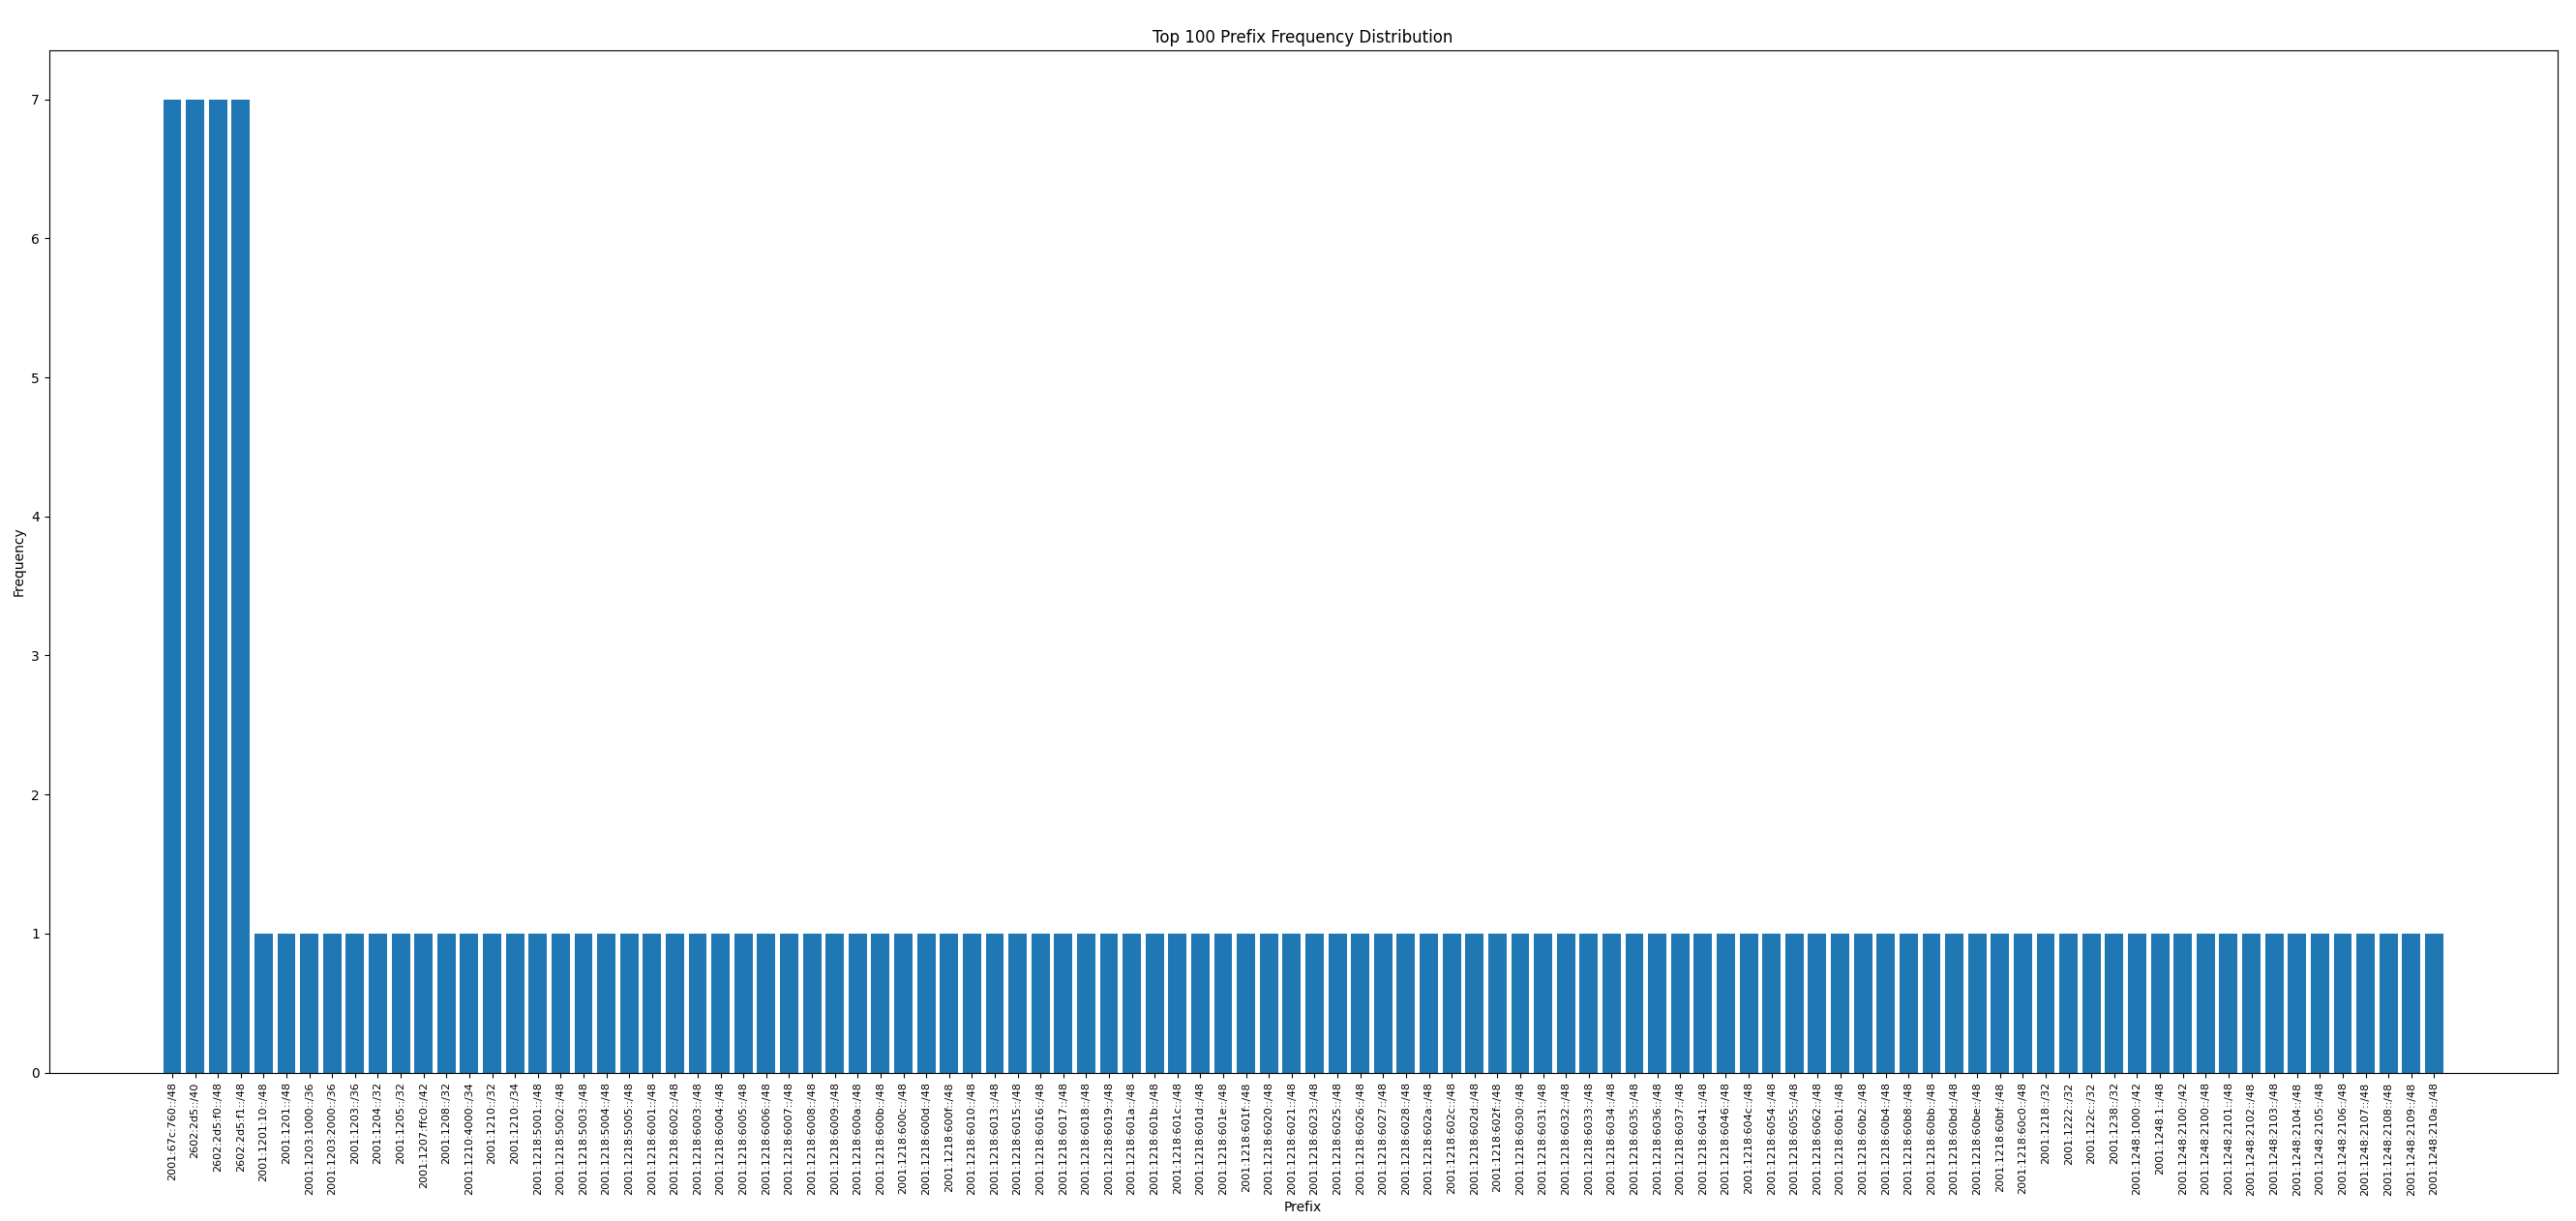 Top 100 Prefix Frequency Distribution
7
6
5
4
3
2
1
0
Frequency
2001:67c:760::/48
2602:2d5::/40
2602:2d5:f0::/48
2602:2d5:f1::/48
2001:1201:10::/48
2001:1201::/48
2001:1203:1000::/36
2001:1203:2000::/36
2001:1203::/36
2001:1204::/32
2001:1205::/32
2001:1207:ffc0::/42
2001:1208::/32
2001:1210:4000::/34
2001:1210::/32
2001:1210::/34
2001:1218:5001::/48
2001:1218:5002::/48
2001:1218:5003::/48
2001:1218:5004::/48
2001:1218:5005::/48
2001:1218:6001::/48
2001:1218:6002::/48
2001:1218:6003::/48
2001:1218:6004::/48
2001:1218:6005::/48
2001:1218:6006::/48
2001:1218:6007::/48
2001:1218:6008::/48
2001:1218:6009::/48
2001:1218:600a::/48
2001:1218:600b::/48
2001:1218:600c::/48
2001:1218:600d::/48
2001:1218:600f::/48
2001:1218:6010::/48
2001:1218:6013::/48
2001:1218:6015::/48
2001:1218:6016::/48
2001:1218:6017::/48
2001:1218:6018::/48
2001:1218:6019::/48
2001:1218:601a::/48
2001:1218:601b::/48
2001:1218:601c::/48
2001:1218:601d::/48
2001:1218:601e::/48
2001:1218:601f::/48
2001:1218:6020::/48
2001:1218:6021::/48
2001:1218:6023::/48
2001:1218:6025::/48
2001:1218:6026::/48
2001:1218:6027::/48
2001:1218:6028::/48
2001:1218:602a::/48
2001:1218:602c::/48
2001:1218:602d::/48
2001:1218:602f::/48
2001:1218:6030::/48
2001:1218:6031::/48
2001:1218:6032::/48
2001:1218:6033::/48
2001:1218:6034::/48
2001:1218:6035::/48
2001:1218:6036::/48
2001:1218:6037::/48
2001:1218:6041::/48
2001:1218:6046::/48
2001:1218:604c::/48
2001:1218:6054::/48
2001:1218:6055::/48
2001:1218:6062::/48
2001:1218:60b1::/48
2001:1218:60b2::/48
2001:1218:60b4::/48
2001:1218:60b8::/48
2001:1218:60bb::/48
2001:1218:60bd::/48
2001:1218:60be::/48
2001:1218:60bf::/48
2001:1218:60c0::/48
2001:1218::/32
2001:1222::/32
2001:122c::/32
2001:1238::/32
2001:1248:1000::/42
2001:1248:1::/48
2001:1248:2100::/42
2001:1248:2100::/48
2001:1248:2101::/48
2001:1248:2102::/48
2001:1248:2103::/48
2001:1248:2104::/48
2001:1248:2105::/48
2001:1248:2106::/48
2001:1248:2107::/48
2001:1248:2108::/48
2001:1248:2109::/48
2001:1248:210a::/48
Prefix